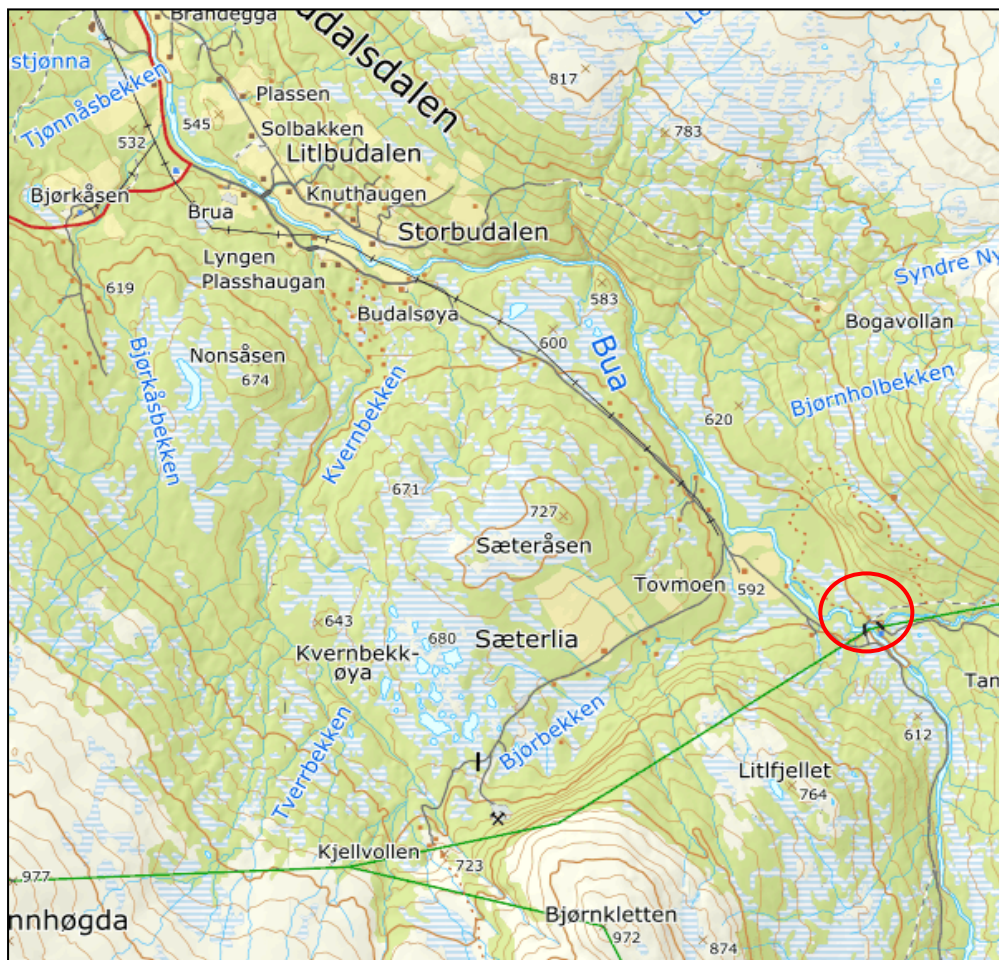 Brandegga
adalsdalen
stjønna
817
Tjønnåsbekken
Plassen
545
532
783
Solbakken
Litlbudalen
Bjørkåsen
Knuthaugen
Brua
Storbudalen
Lyngen
Plasshaugan
Syndre Ny
619
583
Budalsøya
Bogavollan
600
Bua
Nonsåsen
674
Bjørkåsbekken
Kvernbekken
Bjørnholbekken
620
671
727
Sæteråsen
Tovmoen
592
643
680
Sæterlia
Kvernbekk-
øya
Tan
612
Bjørbekken
Tverrbekken
Litlfjellet
764
Kjellvollen
723
977
nnhøgda
Bjørnkletten
972
874